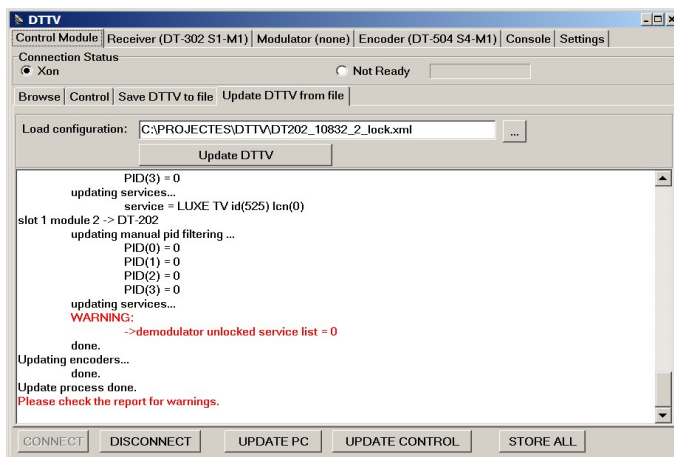 DTTV
Control Module Receiver (DT-302 S1-M1) Modulator (none) Encoder (DT-504 S4-M1) Console Settings
Connection Status
Xon Not Ready
Browse Control Save DTTV to file Update DTTV from file
Load configuration: C:\PROJECTES\DTTV\DT202_10832_2_lock.xml ...
Update DTTV
PID(3) = 0
updating services...
service = LUXE TV id(525) lcn(0)
slot 1 module 2 -> DT-202
updating manual pid filtering ...
PID(0) = 0
PID(1) = 0
PID(2) = 0
PID(3) = 0
updating services...
WARNING:
->demodulator unlocked service list = 0
done.
Updating encoders...
done.
Update process done.
Please check the report for warnings.
CONNECT DISCONNECT UPDATE PC UPDATE CONTROL STORE ALL